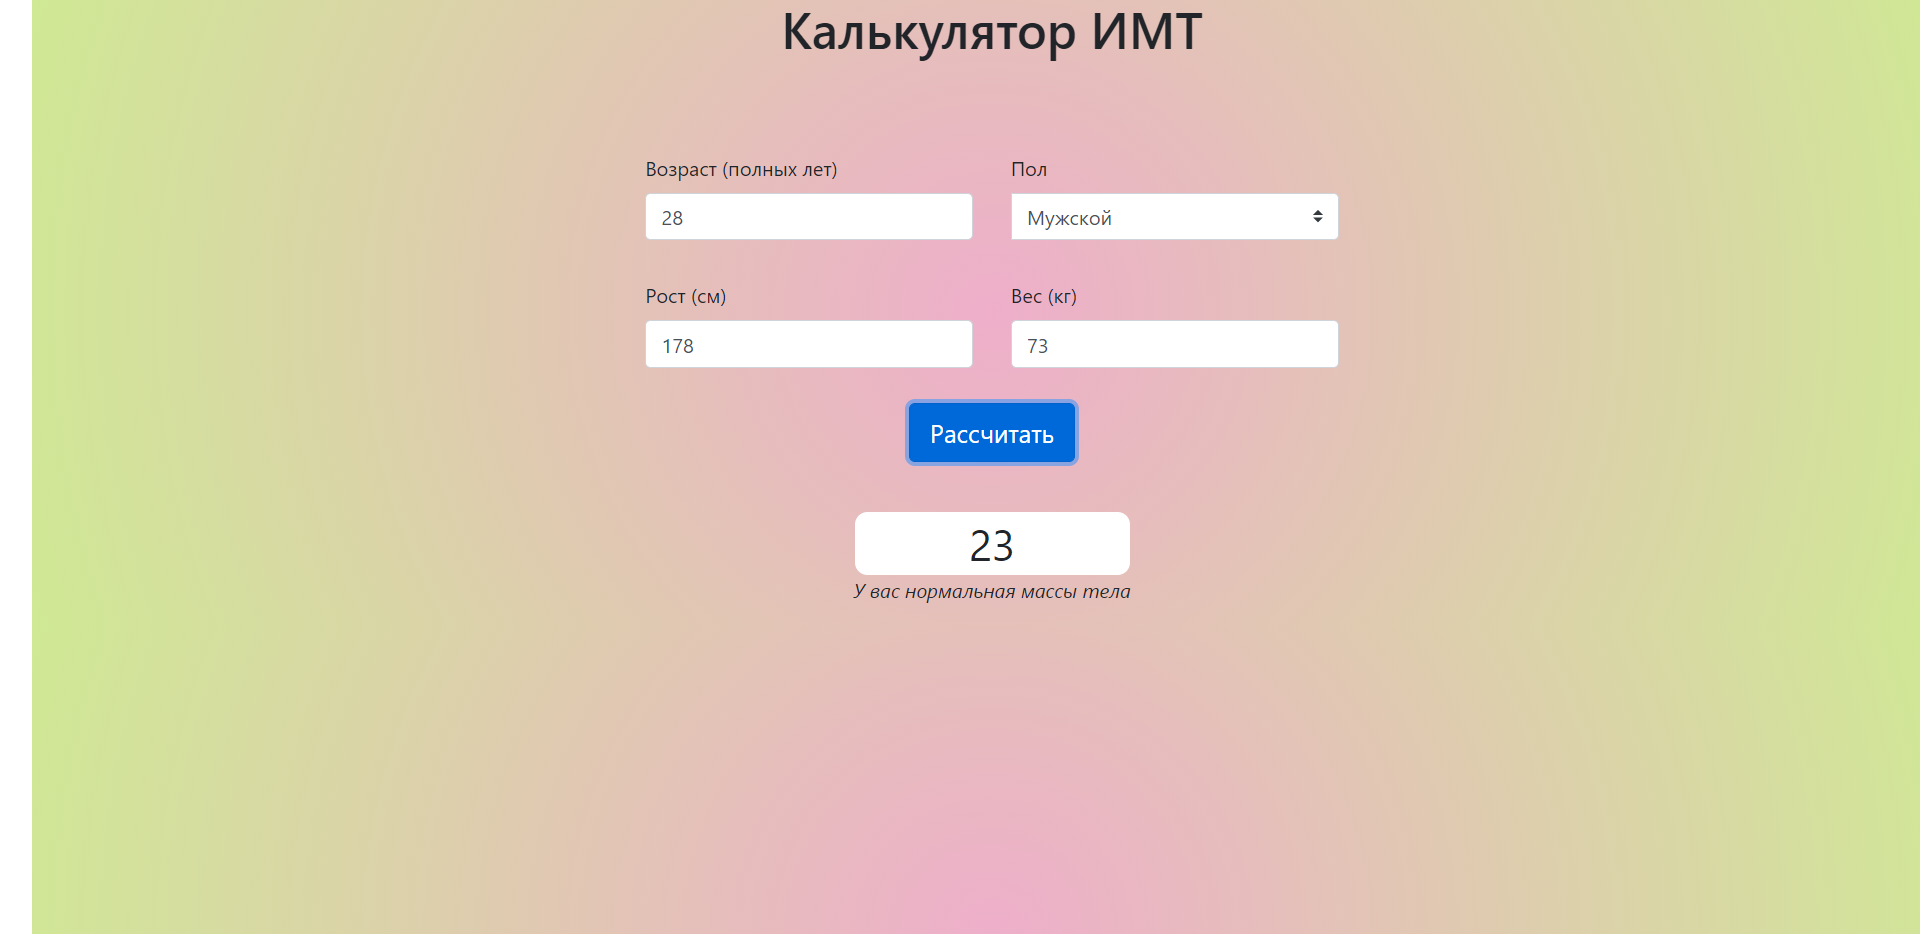 Калькулятор ИМТ
Возраст (полных лет)
Пол
28
Мужской
Рост (см)
Вес (кг)
178
73
Рассчитать
23
У вас нормальная массы тела